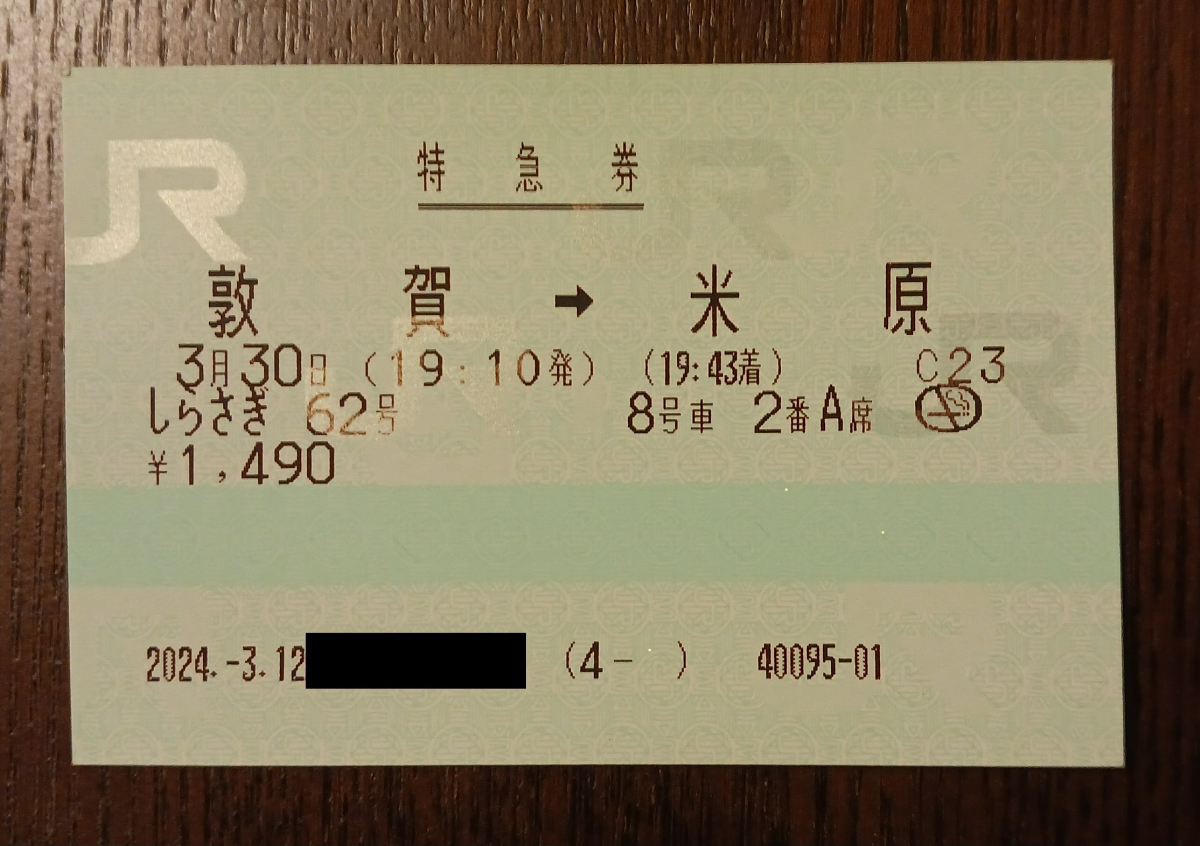 JR
特急券
敦賀 ➡ 米原
3月30日 (19:10発) (19:43着) C23
しらさぎ 62号 8号車 2番A席
¥1,490
2024.-3.12 (4- ) 40095-01